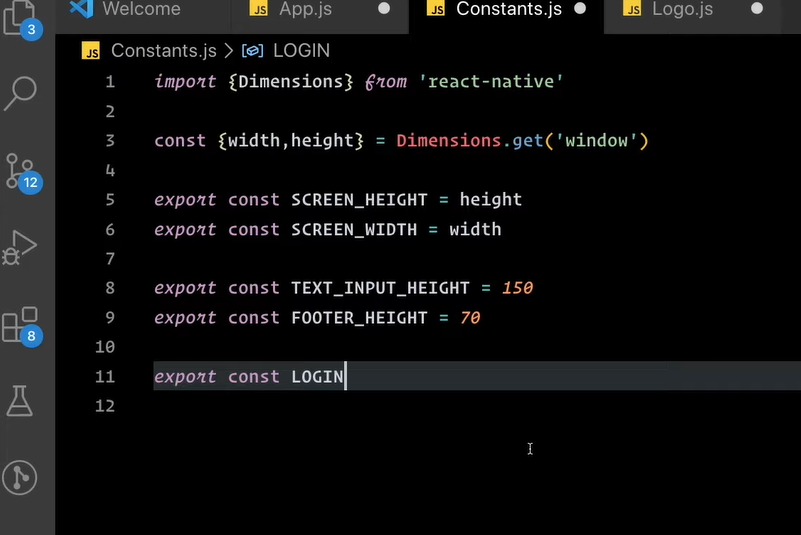 Welcome
JS App.js
JS Constants.js
JS Logo.js
JS Constants.js > LOGIN
3
12
8
1 import {Dimensions} from 'react-native'
2
3 const {width,height} = Dimensions.get('window')
4
5 export const SCREEN_HEIGHT = height
6 export const SCREEN_WIDTH = width
7
8 export const TEXT_INPUT_HEIGHT = 150
9 export const FOOTER_HEIGHT = 70
10
11 export const LOGIN
12